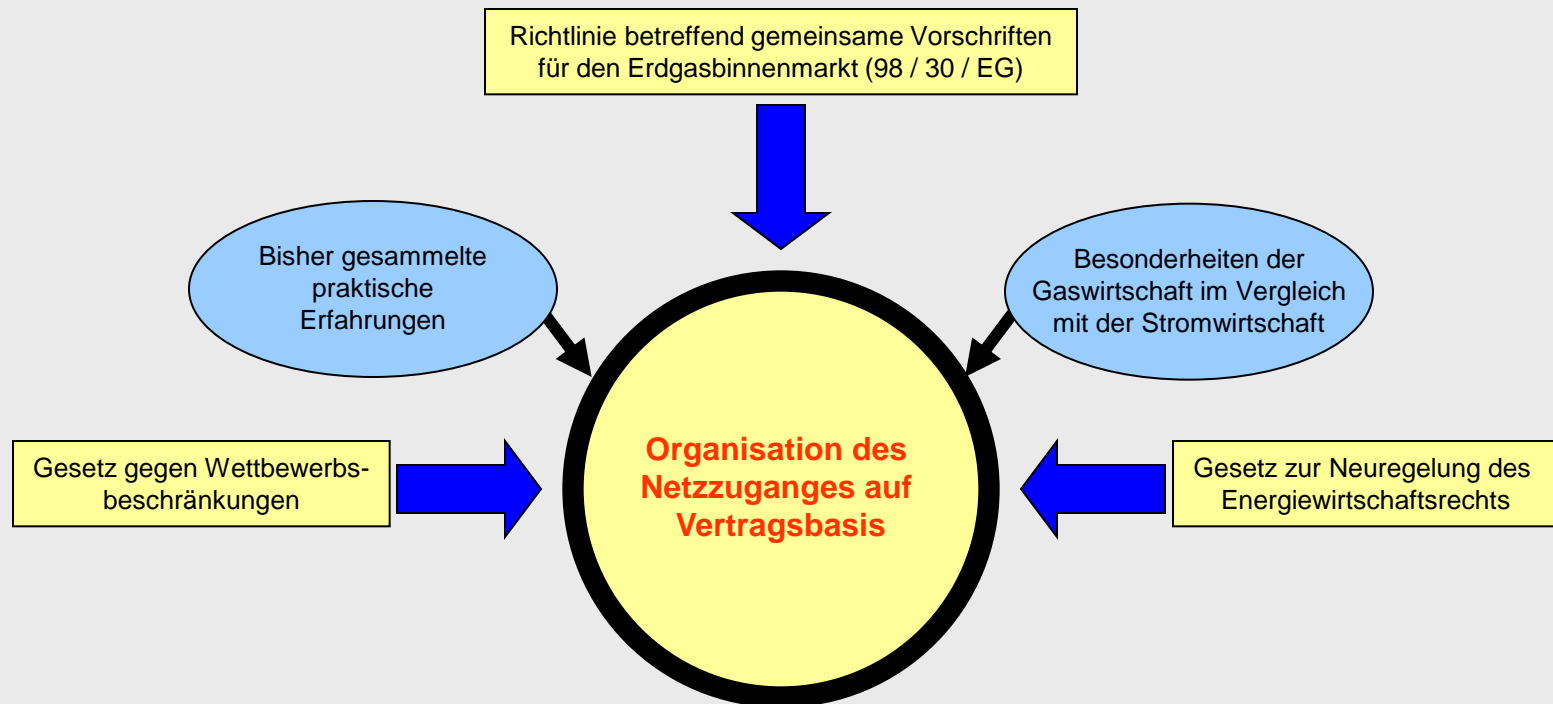 Richtlinie betreffend gemeinsame Vorschriften
für den Erdgasbinnenmarkt (98 / 30 / EG)
Bisher gesammelte
praktische
Erfahrungen
Besonderheiten der
Gaswirtschaft im Vergleich
mit der Stromwirtschaft
Gesetz gegen Wettbewerbs-
beschränkungen
Organisation des
Netzzuganges auf
Vertragsbasis
Gesetz zur Neuregelung des
Energiewirtschaftsrechts